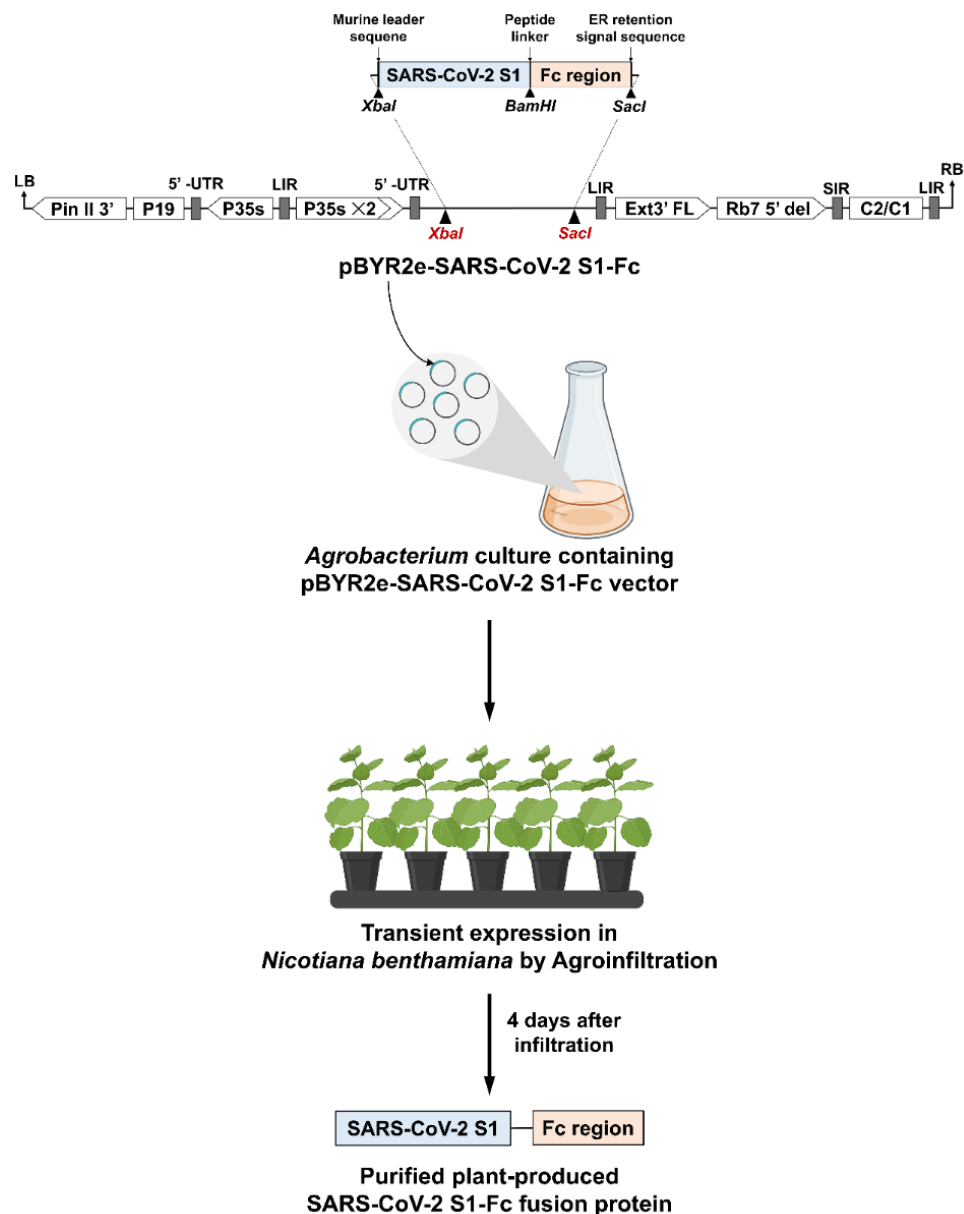 Murine leader
sequene
Peptide
linker
ER retention
signal sequence
SARS-CoV-2 S1
Fc region
XbaI
BamHI
SacI
LB
5' -UTR
LIR
5' -UTR
LIR
SIR
LIR
RB
Pin II 3'
P19
P35s
P35s ×2
Ext3' FL
Rb7 5' del
C2/C1
XbaI
SacI
pBYR2e-SARS-CoV-2 S1-Fc
Agrobacterium culture containing
pBYR2e-SARS-CoV-2 S1-Fc vector
Transient expression in
Nicotiana benthamiana by Agroinfiltration
4 days after
infiltration
SARS-CoV-2 S1
Fc region
Purified plant-produced
SARS-CoV-2 S1-Fc fusion protein